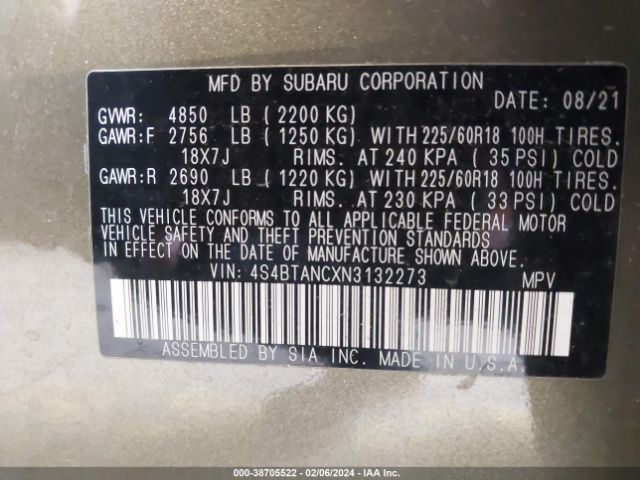 MFD BY SUBARU CORPORATION
DATE: 08/21
GVWR: 4850 LB (2200 KG)
GAWR:F 2756 LB (1250 KG) WITH 225/60R18 100H TIRES.
18X7J RIMS. AT 240 KPA (35 PSI) COLD
GAWR:R 2690 LB (1220 KG) WITH 225/60R18 100H TIRES.
18X7J RIMS. AT 230 KPA (33 PSI) COLD
THIS VEHICLE CONFORMS TO ALL APPLICABLE FEDERAL MOTOR
VEHICLE SAFETY AND THEFT PREVENTION STANDARDS
IN EFFECT ON THE DATE OF MANUFACTURE SHOWN ABOVE.
VIN: 4S4BTANCXN3132273 MPV
ASSEMBLED BY SIA INC. MADE IN U.S.A.
000-38705522 - 02/06/2024 - IAA Inc.